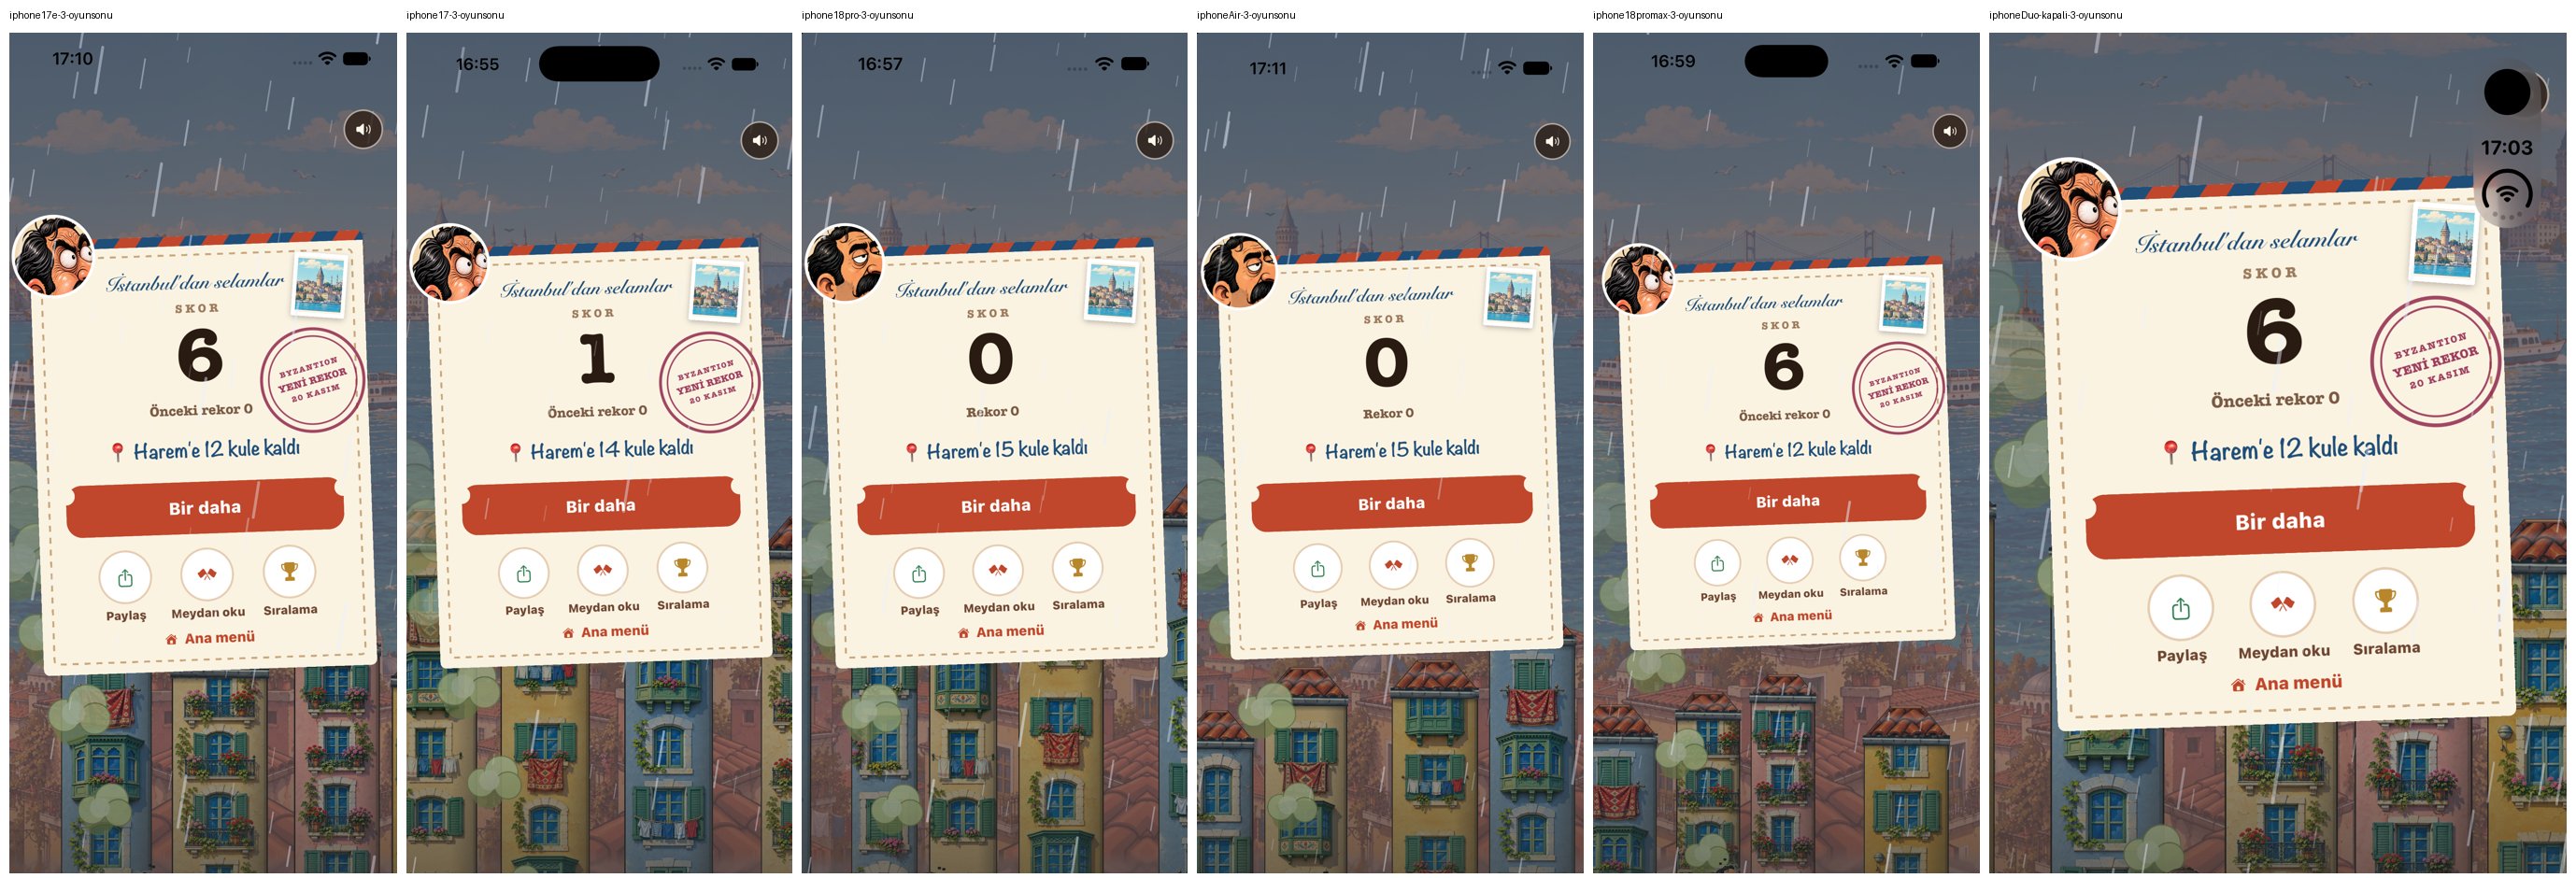 iphone17e-3-oyunsonu
17:10
İstanbul'dan selamlar
SKOR
6
BYZANTION
YENİ REKOR
20 KASIM
Önceki rekor 0
Harem'e 12 kule kaldı
Bir daha
Paylaş
Meydan oku
Sıralama
Ana menü
iphone17-3-oyunsonu
16:55
İstanbul'dan selamlar
SKOR
1
BYZANTION
YENİ REKOR
20 KASIM
Önceki rekor 0
Harem'e 14 kule kaldı
Bir daha
Paylaş
Meydan oku
Sıralama
Ana menü
iphone18pro-3-oyunsonu
16:57
İstanbul'dan selamlar
SKOR
0
Rekor 0
Harem'e 15 kule kaldı
Bir daha
Paylaş
Meydan oku
Sıralama
Ana menü
iphoneAir-3-oyunsonu
17:11
İstanbul'dan selamlar
SKOR
0
Rekor 0
Harem'e 15 kule kaldı
Bir daha
Paylaş
Meydan oku
Sıralama
Ana menü
iphone18promax-3-oyunsonu
16:59
İstanbul'dan selamlar
SKOR
6
BYZANTION
YENİ REKOR
20 KASIM
Önceki rekor 0
Harem'e 12 kule kaldı
Bir daha
Paylaş
Meydan oku
Sıralama
Ana menü
iphoneDuo-kapali-3-oyunsonu
17:03
İstanbul'dan selamlar
SKOR
6
BYZANTION
YENİ REKOR
20 KASIM
Önceki rekor 0
Harem'e 12 kule kaldı
Bir daha
Paylaş
Meydan oku
Sıralama
Ana menü